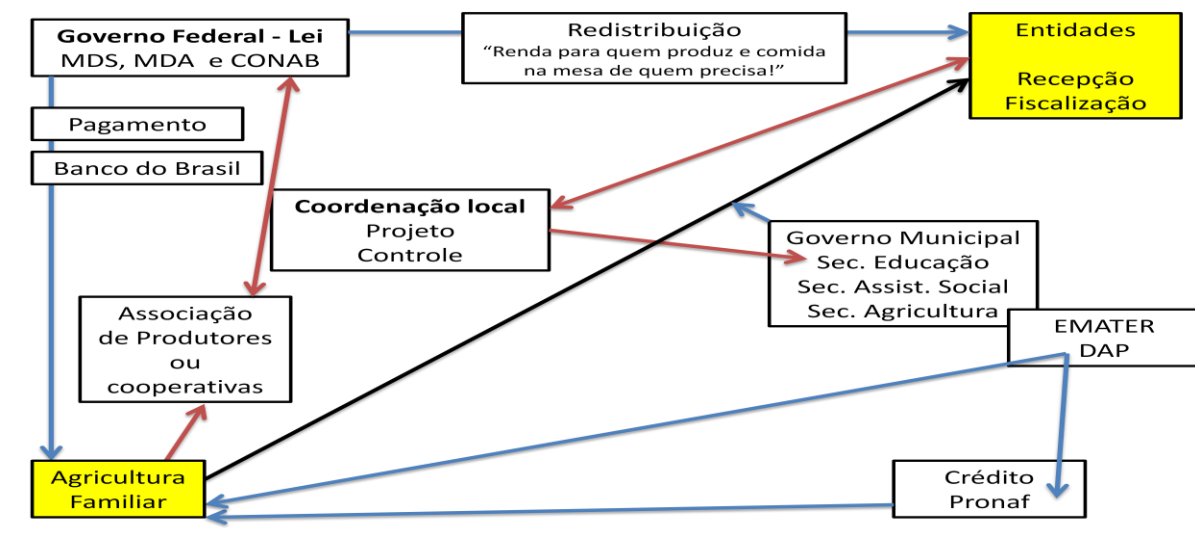 Governo Federal - Lei
MDS, MDA e CONAB
Redistribuição
“Renda para quem produz e comida
na mesa de quem precisa!”
Entidades
Recepção
Fiscalização
Pagamento
Banco do Brasil
Coordenação local
Projeto
Controle
Governo Municipal
Sec. Educação
Sec. Assist. Social
Sec. Agricultura
Associação
de Produtores
ou
cooperativas
EMATER
DAP
Agricultura
Familiar
Crédito
Pronaf